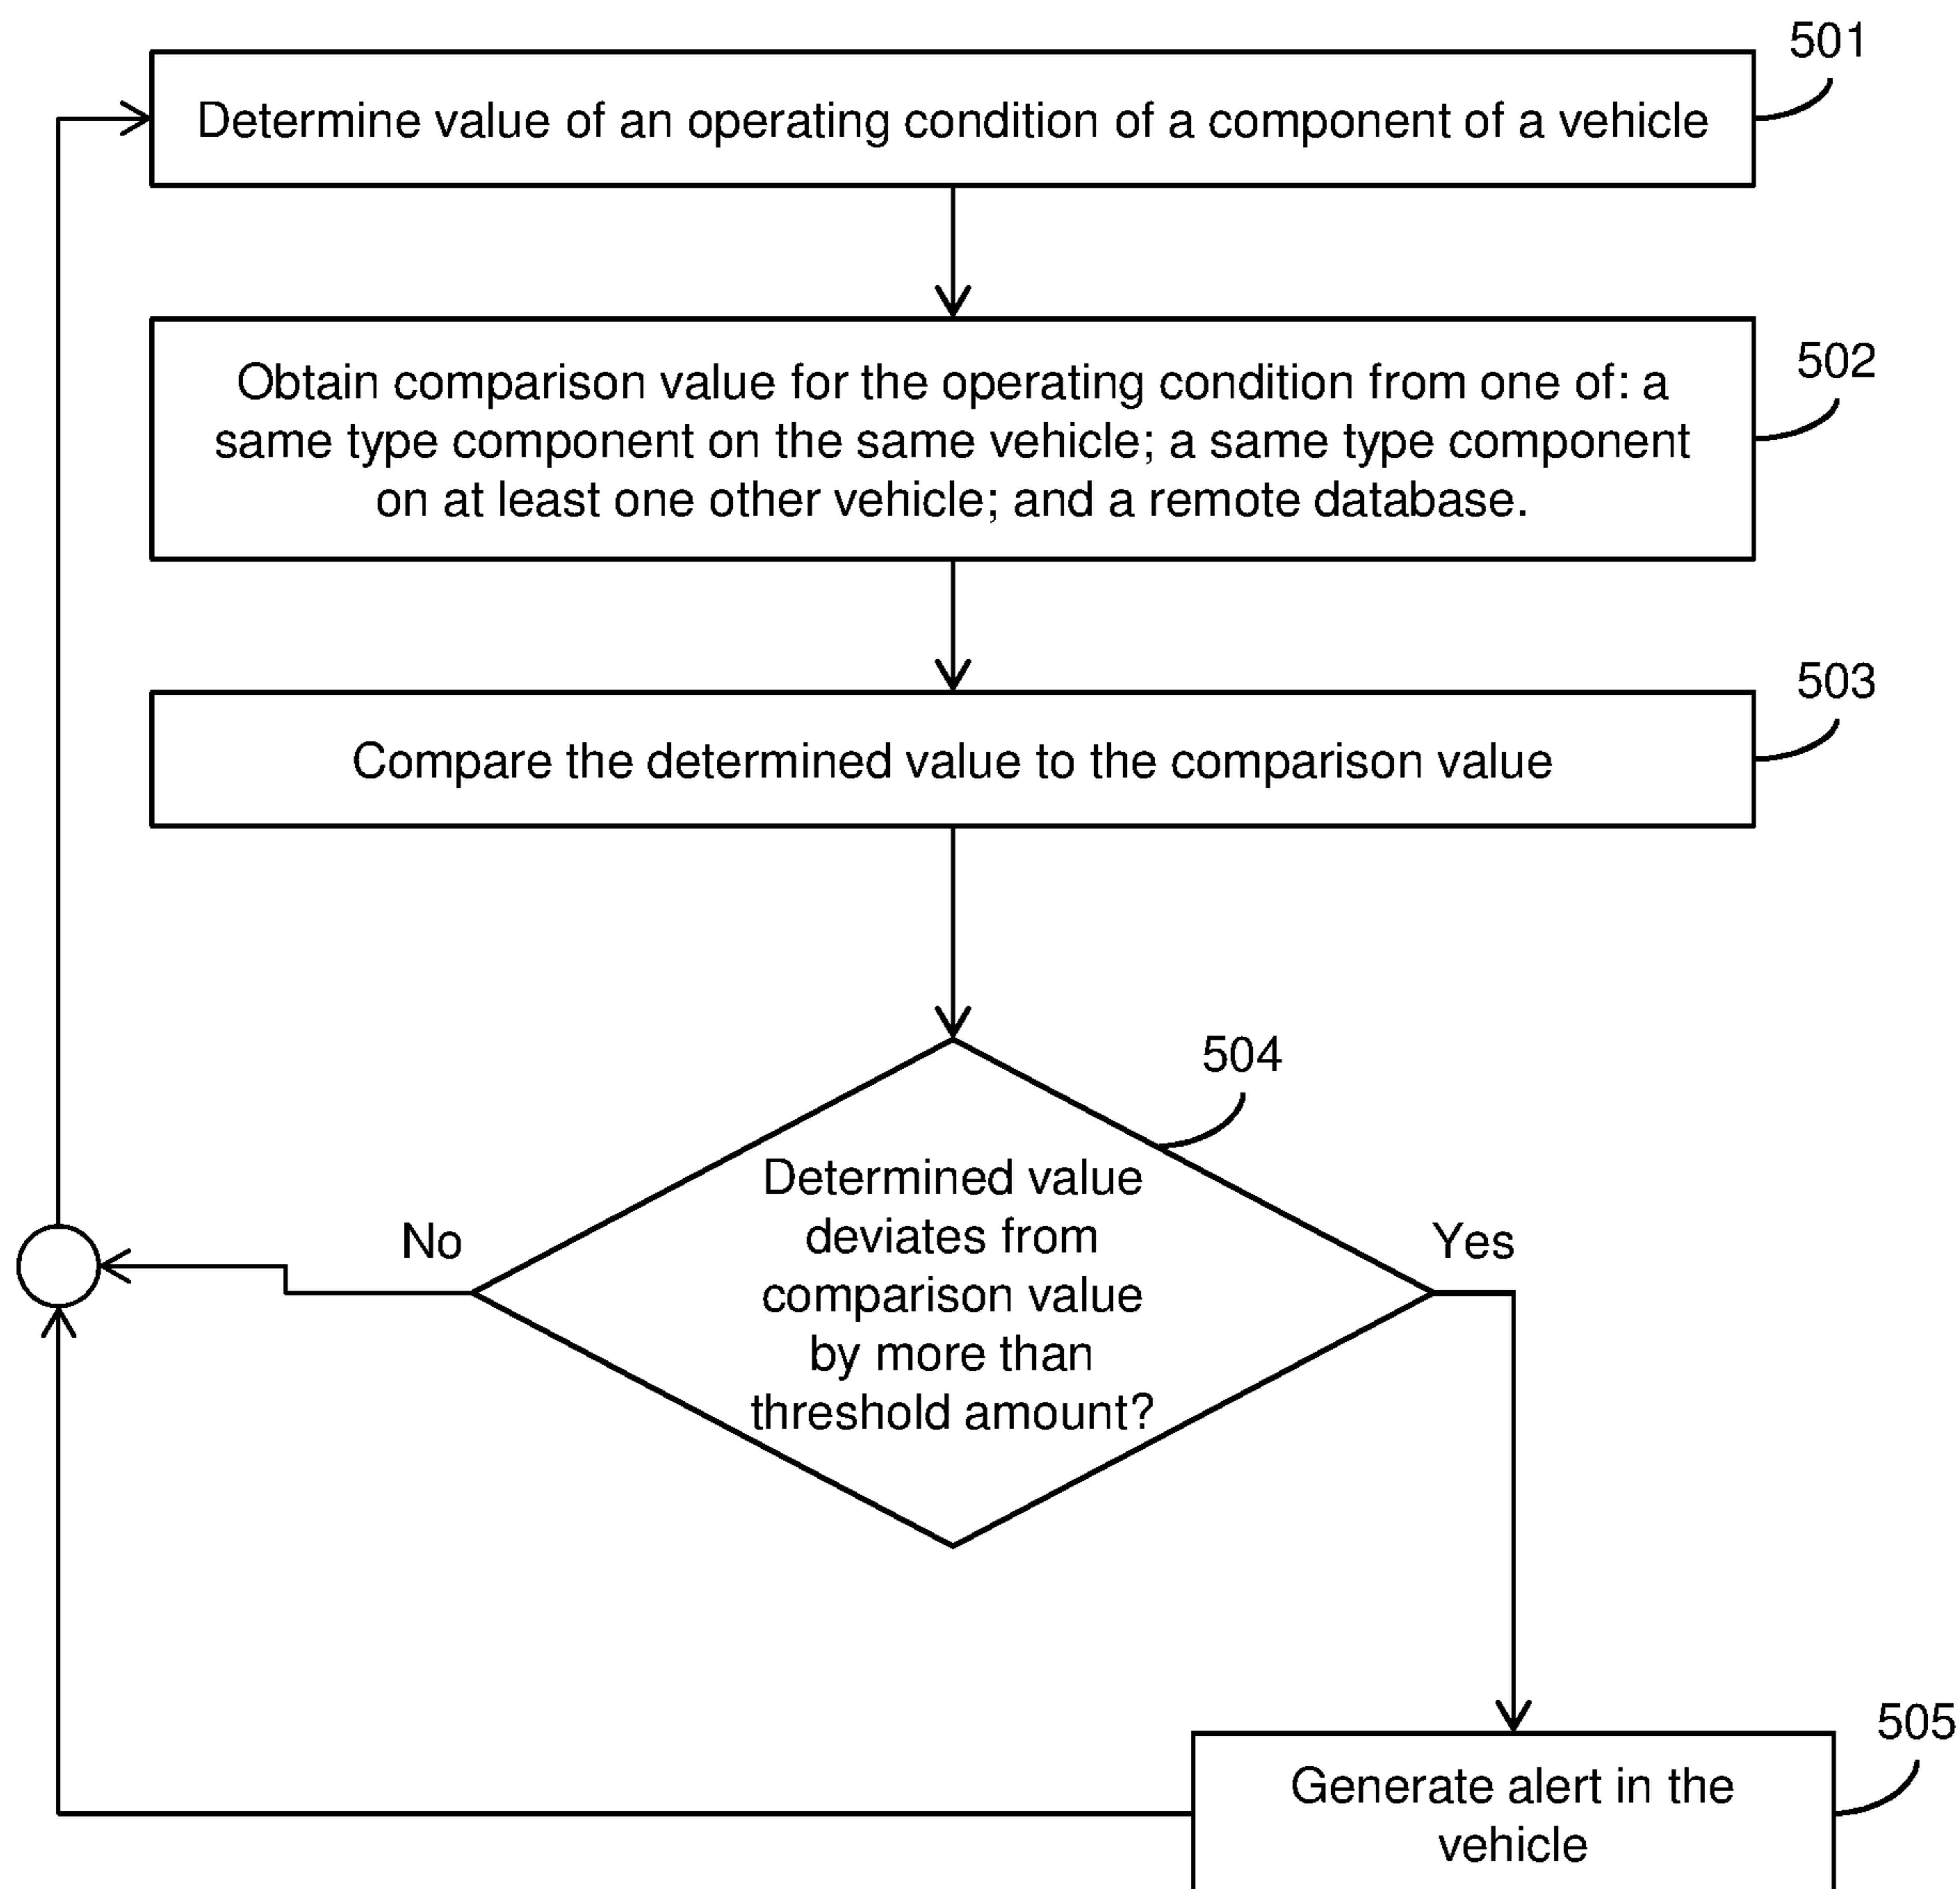 501
Determine value of an operating condition of a component of a vehicle
502
Obtain comparison value for the operating condition from one of: a
same type component on the same vehicle; a same type component
on at least one other vehicle; and a remote database.
503
Compare the determined value to the comparison value
504
Determined value
deviates from
comparison value
by more than
threshold amount?
No
Yes
505
Generate alert in the
vehicle